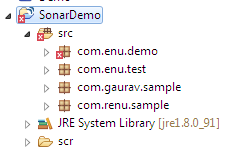 SonarDemo
src
com.enu.demo
com.enu.test
com.gaurav.sample
com.renu.sample
JRE System Library [jre1.8.0_91]
scr